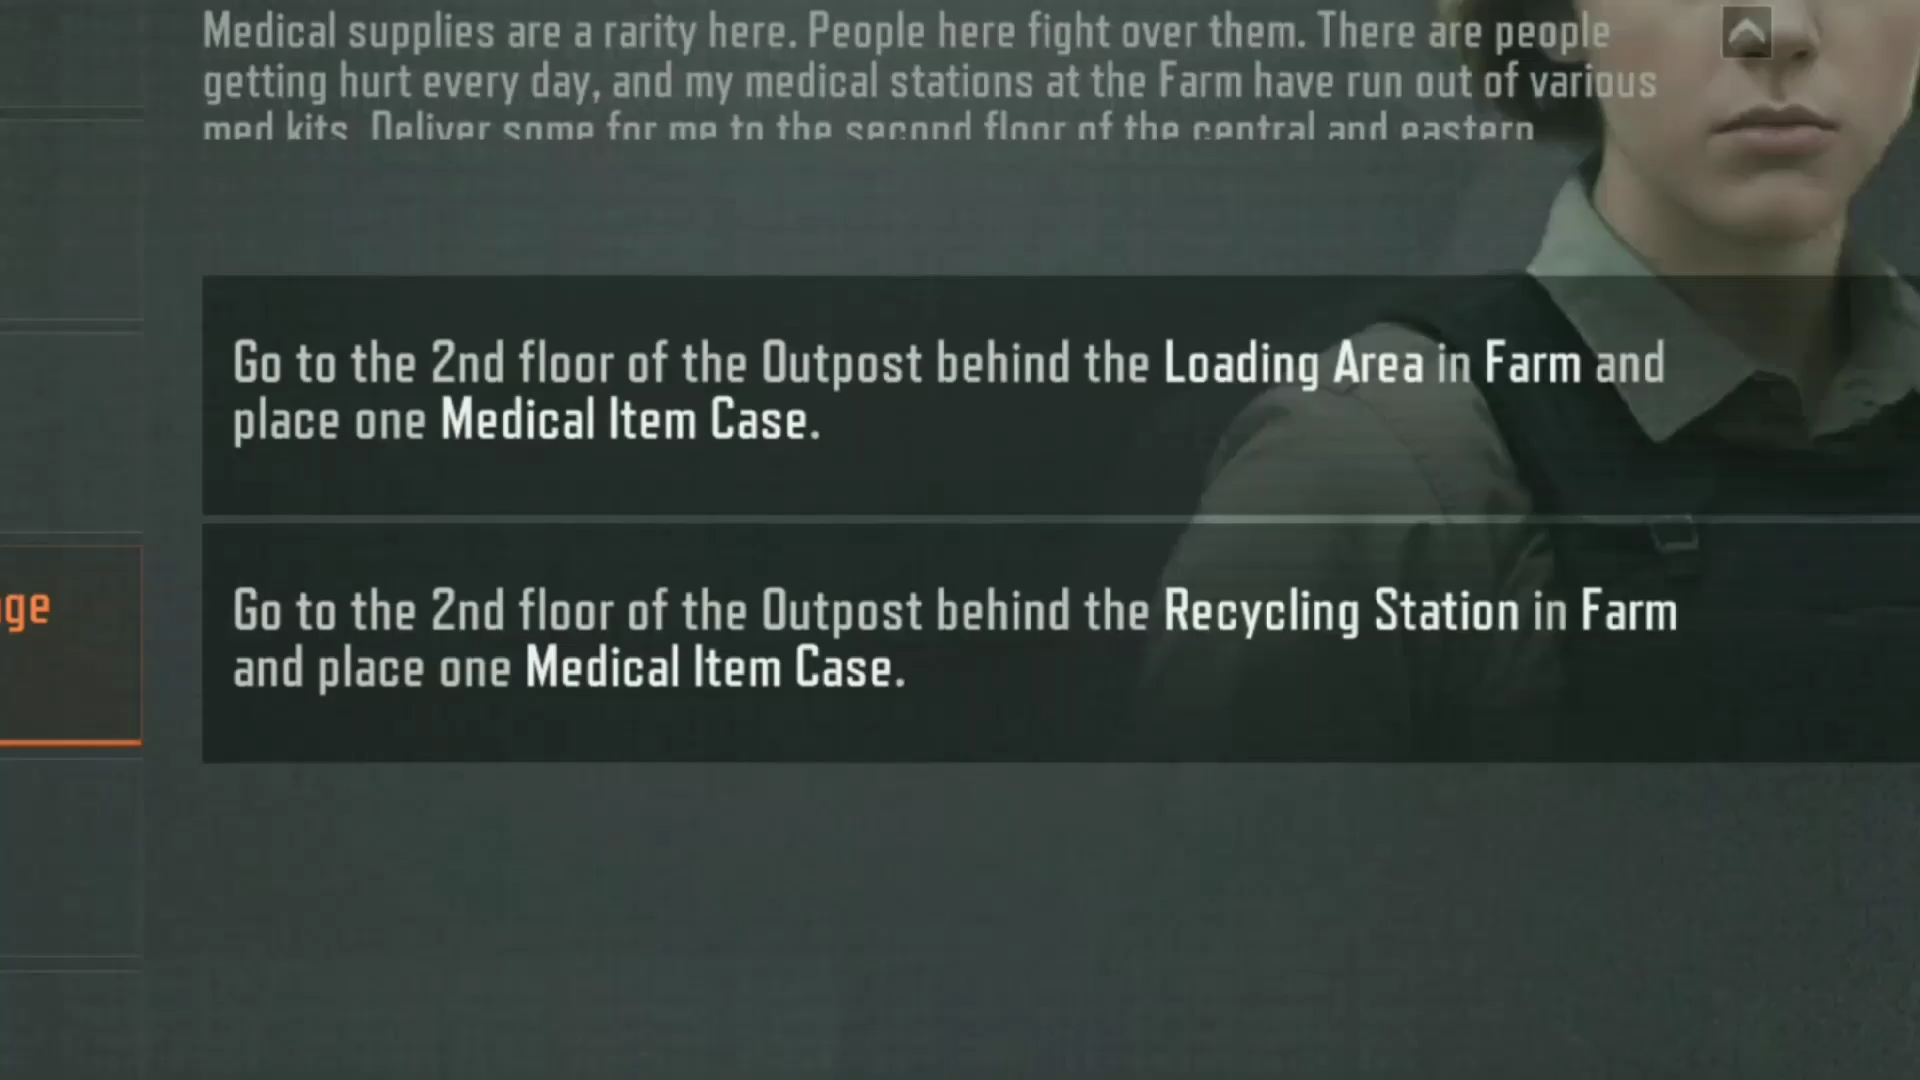 Medical supplies are a rarity here. People here fight over them. There are people
getting hurt every day, and my medical stations at the Farm have run out of various
med kits. Deliver some for me to the second floor of the central and eastern
Go to the 2nd floor of the Outpost behind the Loading Area in Farm and
place one Medical Item Case.
Go to the 2nd floor of the Outpost behind the Recycling Station in Farm
and place one Medical Item Case.